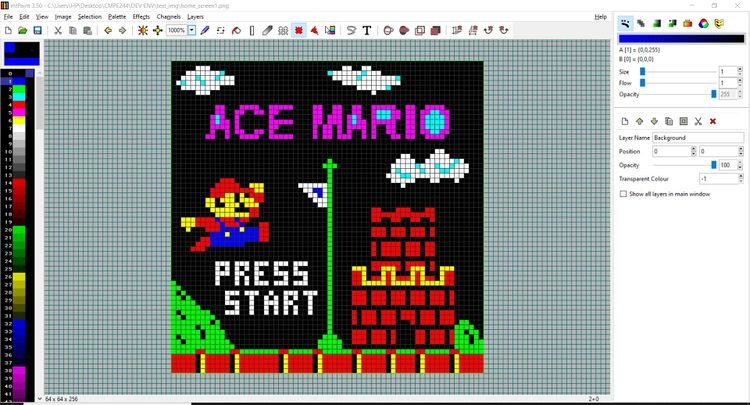 mtPaint 3.50 - C:\Users\HP\Desktop\CMPE244\DEV ENV\test_img\home_screen1.png
File Edit View Image Selection Palette Effects Channels Layers Help
1000%
T
A [1] = (0,0,255)
B [0] = (0,0,0)
Size 1
Flow 1
Opacity 255
Layer Name Background
Position 0 0
Opacity 100
Transparent Colour -1
Show all layers in main window
0
1
2
3
4
5
6
7
8
9
10
11
12
13
14
15
16
17
18
19
20
21
22
23
24
25
26
27
28
29
30
31
32
33
34
35
36
37
38
39
40
41
ACE MARIO
PRESS
START
64 x 64 x 256
2+0